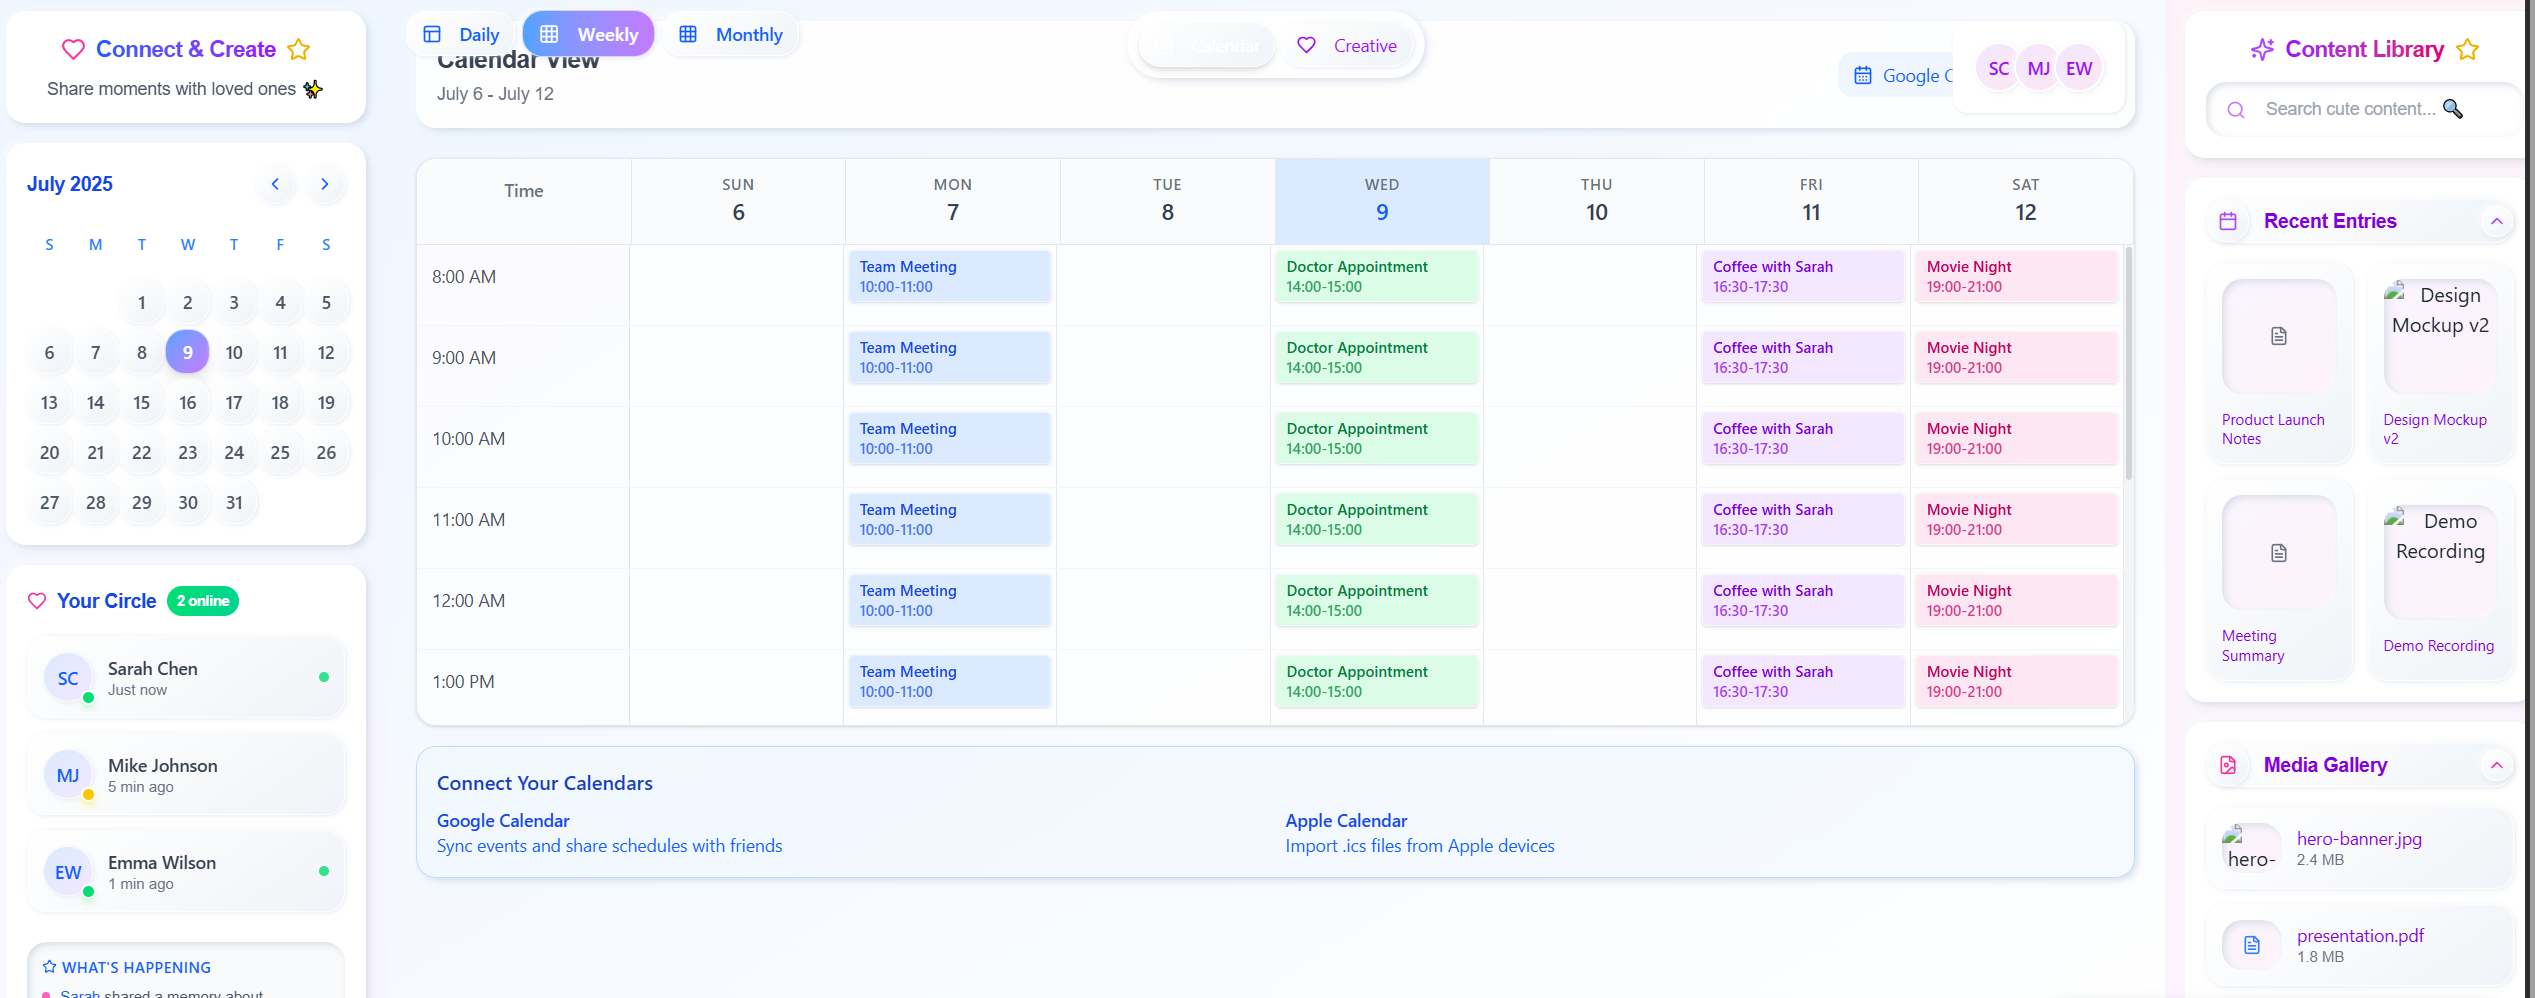 Connect & Create
Share moments with loved ones ✨
July 2025
S M T W T F S
1 2 3 4 5
6 7 8 9 10 11 12
13 14 15 16 17 18 19
20 21 22 23 24 25 26
27 28 29 30 31
Your Circle 2 online
SC Sarah Chen
Just now
MJ Mike Johnson
5 min ago
EW Emma Wilson
1 min ago
WHAT'S HAPPENING
Sarah shared a memory about
Daily Weekly Monthly
Calendar Creative
Calendar View
July 6 - July 12
Google C
SC MJ EW
Time SUN MON TUE WED THU FRI SAT
6 7 8 9 10 11 12
8:00 AM
Team Meeting Doctor Appointment Coffee with Sarah Movie Night
10:00-11:00 14:00-15:00 16:30-17:30 19:00-21:00
9:00 AM
Team Meeting Doctor Appointment Coffee with Sarah Movie Night
10:00-11:00 14:00-15:00 16:30-17:30 19:00-21:00
10:00 AM
Team Meeting Doctor Appointment Coffee with Sarah Movie Night
10:00-11:00 14:00-15:00 16:30-17:30 19:00-21:00
11:00 AM
Team Meeting Doctor Appointment Coffee with Sarah Movie Night
10:00-11:00 14:00-15:00 16:30-17:30 19:00-21:00
12:00 AM
Team Meeting Doctor Appointment Coffee with Sarah Movie Night
10:00-11:00 14:00-15:00 16:30-17:30 19:00-21:00
1:00 PM
Team Meeting Doctor Appointment Coffee with Sarah Movie Night
10:00-11:00 14:00-15:00 16:30-17:30 19:00-21:00
Connect Your Calendars
Google Calendar
Sync events and share schedules with friends
Apple Calendar
Import .ics files from Apple devices
Content Library
Search cute content... 🔍
Recent Entries
Product Launch
Notes
Design
Mockup v2
Design Mockup
v2
Meeting
Summary
Demo
Recording
Demo Recording
Media Gallery
hero-
hero-banner.jpg
2.4 MB
presentation.pdf
1.8 MB